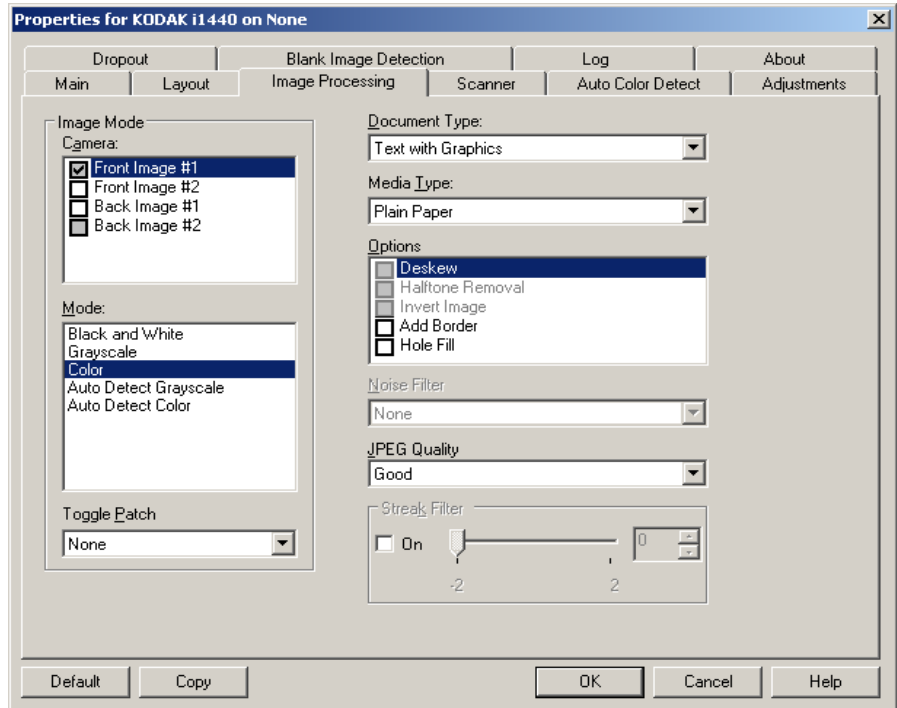 Properties for KODAK i1440 on None
Dropout
Blank Image Detection
Log
About
Main
Layout
Image Processing
Scanner
Auto Color Detect
Adjustments
Image Mode
Camera:
Front Image #1
Front Image #2
Back Image #1
Back Image #2
Mode:
Black and White
Grayscale
Color
Auto Detect Grayscale
Auto Detect Color
Toggle Patch
None
Document Type:
Text with Graphics
Media Type:
Plain Paper
Options
Deskew
Halftone Removal
Invert Image
Add Border
Hole Fill
Noise Filter
None
JPEG Quality
Good
Streak Filter
On
0
-2
2
Default
Copy
OK
Cancel
Help